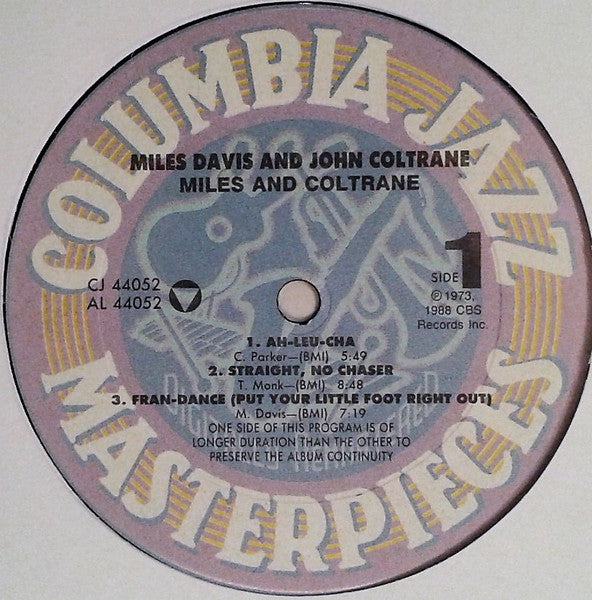 COLUMBIA JAZZ
MILES DAVIS AND JOHN COLTRANE
MILES AND COLTRANE
CJ 44052
AL 44052
SIDE 1
℗1973,
1988 CBS
Records Inc.
1. AH-LEU-CHA
C. Parker—(BMI) 5:49
2. STRAIGHT, NO CHASER
T. Monk—(BMI) 8:48
3. FRAN-DANCE (PUT YOUR LITTLE FOOT RIGHT OUT)
M. Davis—(BMI) 7:19
ONE SIDE OF THIS PROGRAM IS OF
LONGER DURATION THAN THE OTHER TO
PRESERVE THE ALBUM CONTINUITY
MASTERPIECES